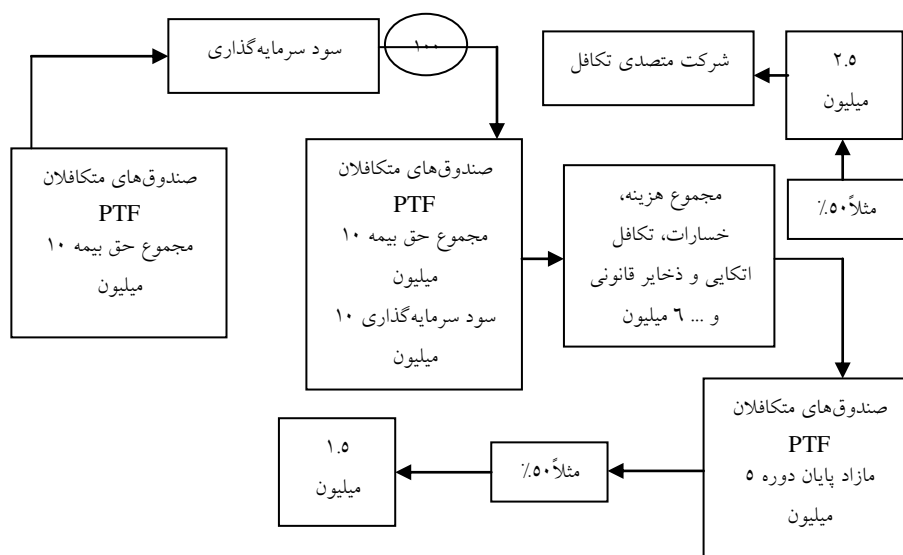 سود سرمایه‌گذاری
۱۰۰
شرکت متصدی تکافل
۲.۵
میلیون
صندوق‌های متکافلان
PTF
مجموع حق بیمه ۱۰
میلیون
صندوق‌های متکافلان
PTF
مجموع حق بیمه ۱۰
میلیون
سود سرمایه‌گذاری ۱۰
میلیون
مجموع هزینه،
خسارات، تکافل
اتکایی و ذخایر قانونی
و ... ٦ میلیون
مثلاً ۵۰٪
صندوق‌های متکافلان
PTF
مازاد پایان دوره ۵
میلیون
مثلاً ۵۰٪
۱.۵
میلیون